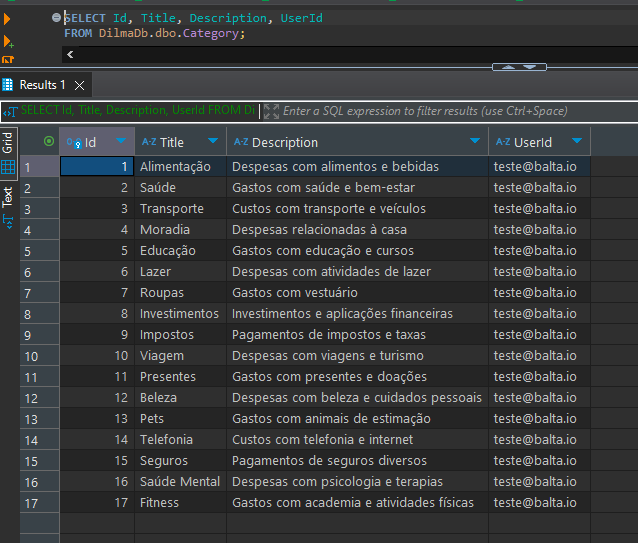 SELECT Id, Title, Description, UserId
FROM DilmaDb.dbo.Category;
Results 1
SELECT Id, Title, Description, UserId FROM Di
Enter a SQL expression to filter results (use Ctrl+Space)
Grid
Text
Id A-Z Title A-Z Description A-Z UserId
1 1 Alimentação Despesas com alimentos e bebidas teste@balta.io
2 2 Saúde Gastos com saúde e bem-estar teste@balta.io
3 3 Transporte Custos com transporte e veículos teste@balta.io
4 4 Moradia Despesas relacionadas à casa teste@balta.io
5 5 Educação Gastos com educação e cursos teste@balta.io
6 6 Lazer Despesas com atividades de lazer teste@balta.io
7 7 Roupas Gastos com vestuário teste@balta.io
8 8 Investimentos Investimentos e aplicações financeiras teste@balta.io
9 9 Impostos Pagamentos de impostos e taxas teste@balta.io
10 10 Viagem Despesas com viagens e turismo teste@balta.io
11 11 Presentes Gastos com presentes e doações teste@balta.io
12 12 Beleza Despesas com beleza e cuidados pessoais teste@balta.io
13 13 Pets Gastos com animais de estimação teste@balta.io
14 14 Telefonia Custos com telefonia e internet teste@balta.io
15 15 Seguros Pagamentos de seguros diversos teste@balta.io
16 16 Saúde Mental Despesas com psicologia e terapias teste@balta.io
17 17 Fitness Gastos com academia e atividades físicas teste@balta.io